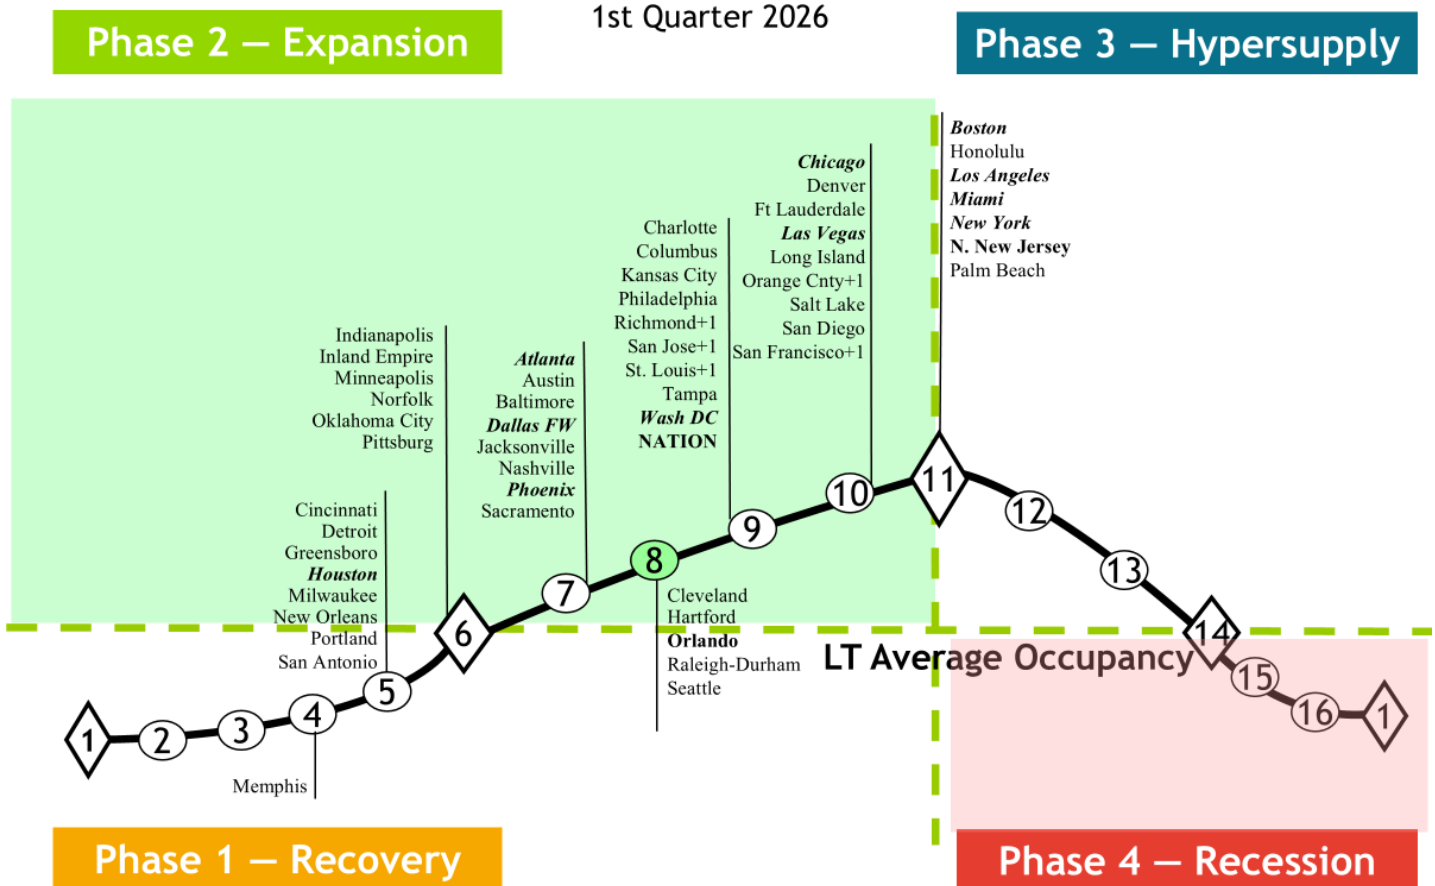 1st Quarter 2026
Phase 2 — Expansion
Phase 3 — Hypersupply
Boston
Honolulu
Los Angeles
Miami
New York
N. New Jersey
Palm Beach
Chicago
Denver
Ft Lauderdale
Las Vegas
Long Island
Orange Cnty+1
Salt Lake
San Diego
San Francisco+1
Charlotte
Columbus
Kansas City
Philadelphia
Richmond+1
San Jose+1
St. Louis+1
Tampa
Wash DC
NATION
Indianapolis
Inland Empire
Minneapolis
Norfolk
Oklahoma City
Pittsburg
Atlanta
Austin
Baltimore
Dallas FW
Jacksonville
Nashville
Phoenix
Sacramento
Cincinnati
Detroit
Greensboro
Houston
Milwaukee
New Orleans
Portland
San Antonio
Cleveland
Hartford
Orlando
Raleigh-Durham
Seattle
LT Average Occupancy
1
2
3
4
5
6
7
8
9
10
11
12
13
14
15
16
1
Memphis
Phase 1 — Recovery
Phase 4 — Recession